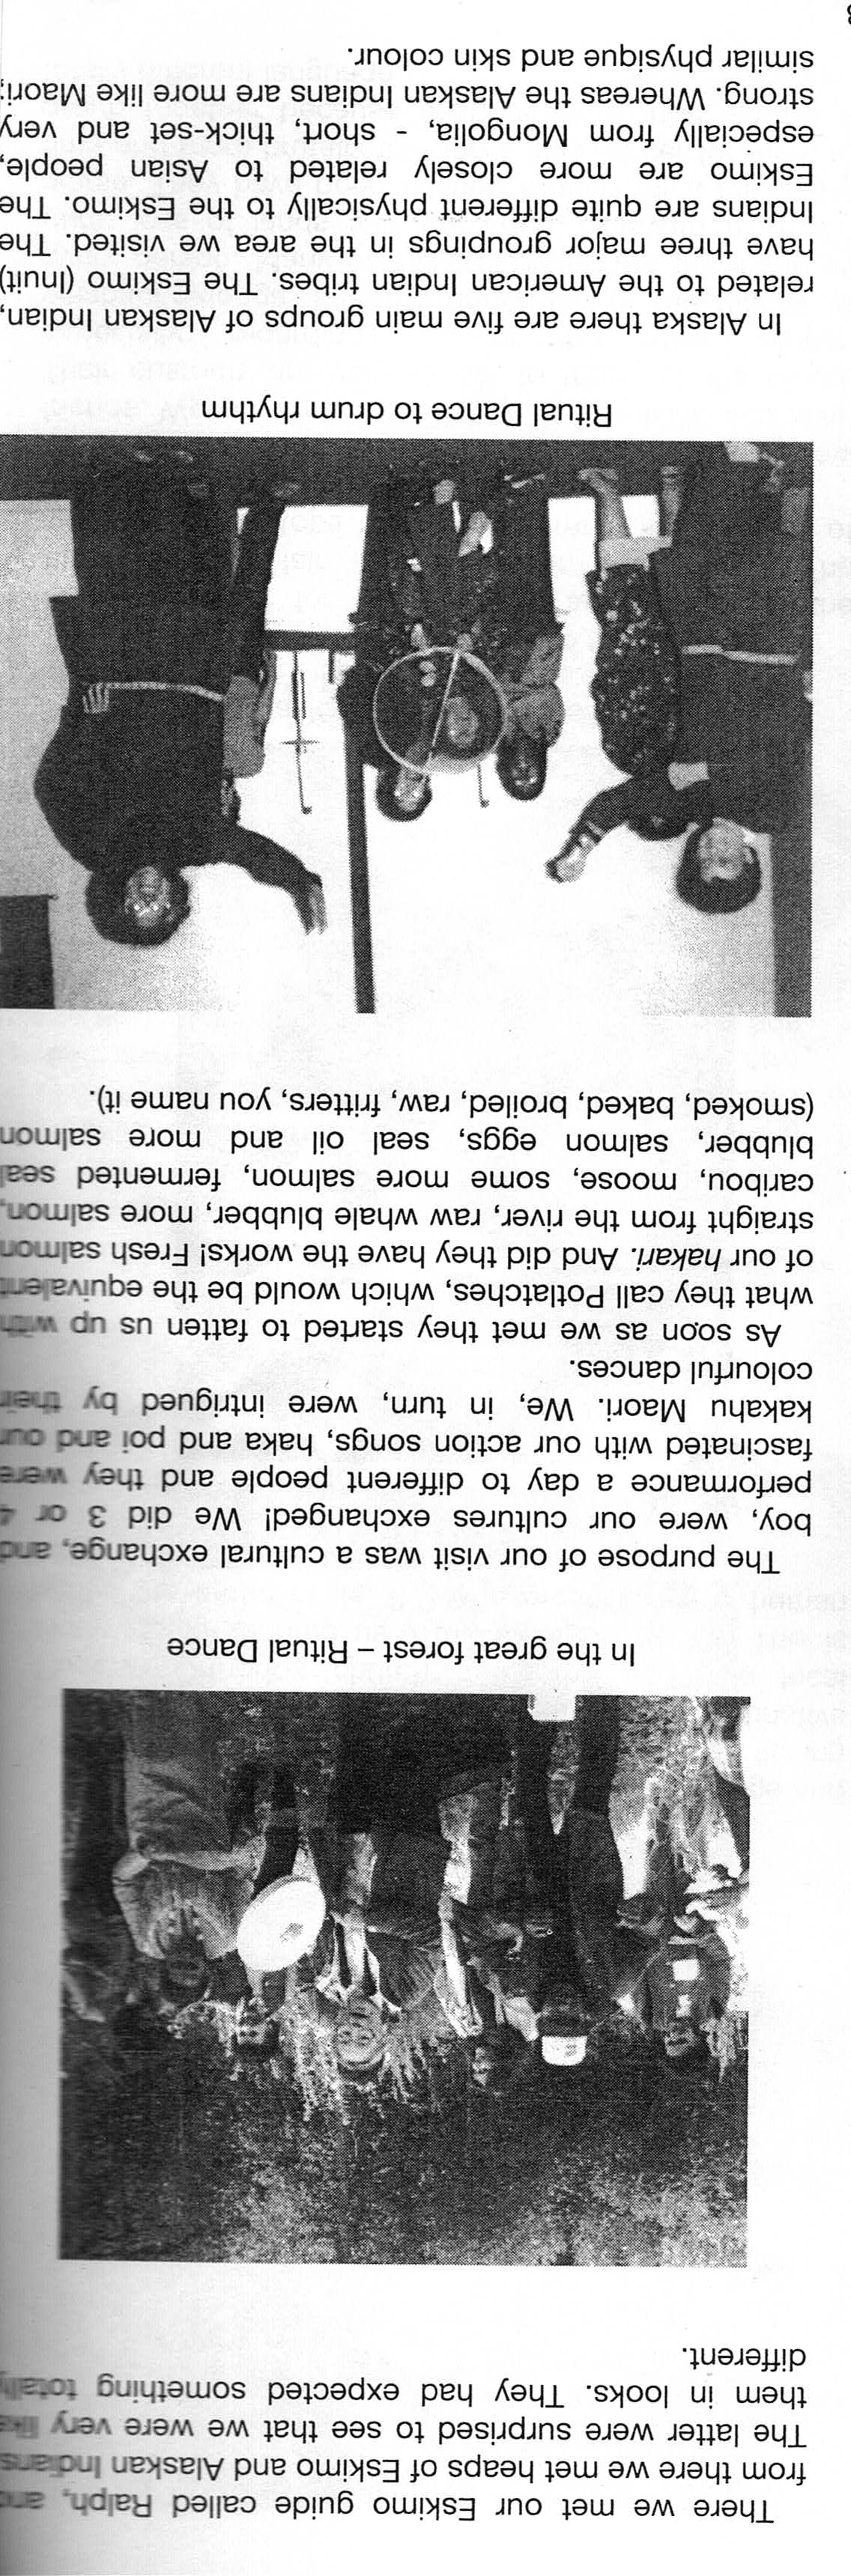 There we met our Eskimo guide called Ralph, and
from there we met heaps of Eskimo and Alaskan Indians
The latter were surprised to see that we were very like
them in looks. They had expected something totally
different.
In the great forest – Ritual Dance
The purpose of our visit was a cultural exchange, and
boy, were our cultures exchanged! We did 3 or 4
performance a day to different people and they were
fascinated with our action songs, haka and poi and our
kakahu Maori. We, in turn, were intrigued by their
colourful dances.
As soon as we met they started to fatten us up with
what they call Potlatches, which would be the equivalent
of our hakari. And did they have the works! Fresh salmon
straight from the river, raw whale blubber, more salmon,
caribou, moose, some more salmon, fermented seal
blubber, salmon eggs, seal oil and more salmon
(smoked, baked, broiled, raw, fritters, you name it).
Ritual Dance to drum rhythm
In Alaska there are five main groups of Alaskan Indian,
related to the American Indian tribes. The Eskimo (Inuit)
have three major groupings in the area we visited. The
Indians are quite different physically to the Eskimo. The
Eskimo are more closely related to Asian people,
especially from Mongolia, - short, thick-set and very
strong. Whereas the Alaskan Indians are more like Maori;
similar physique and skin colour.